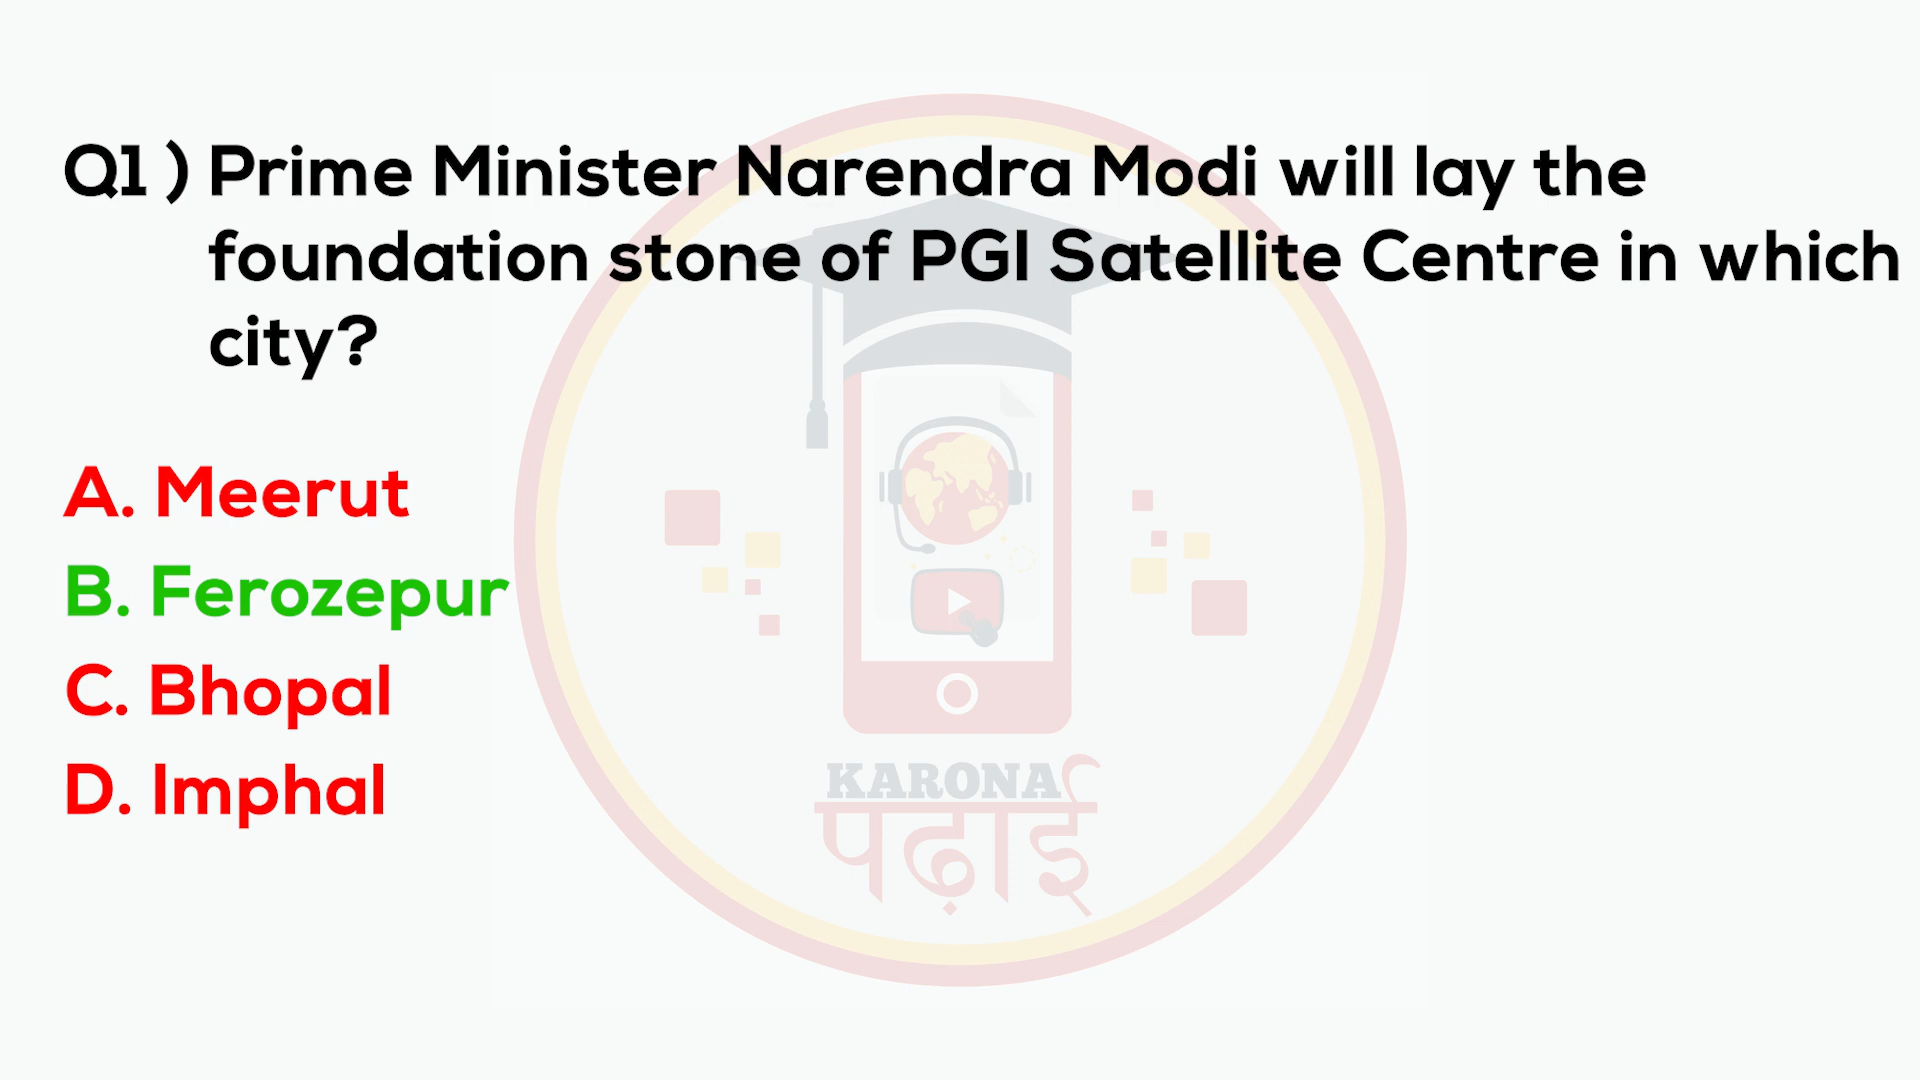 Q1 ) Prime Minister Narendra Modi will lay the
foundation stone of PGI Satellite Centre in which
city?
A. Meerut
B. Ferozepur
C. Bhopal
D. Imphal
KARONA
पढ़ाई